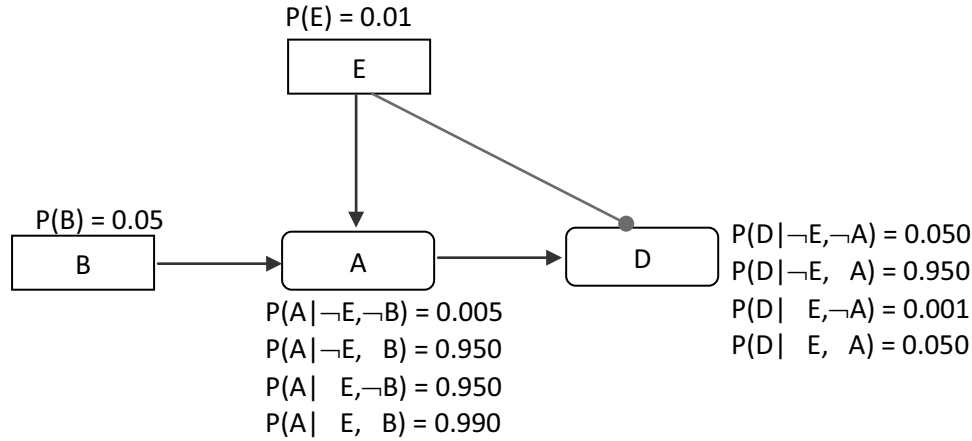 P(E) = 0.01
E
P(B) = 0.05
B
A
D
P(D|¬E,¬A) = 0.050
P(D|¬E, A) = 0.950
P(D| E,¬A) = 0.001
P(D| E, A) = 0.050
P(A|¬E,¬B) = 0.005
P(A|¬E, B) = 0.950
P(A| E,¬B) = 0.950
P(A| E, B) = 0.990